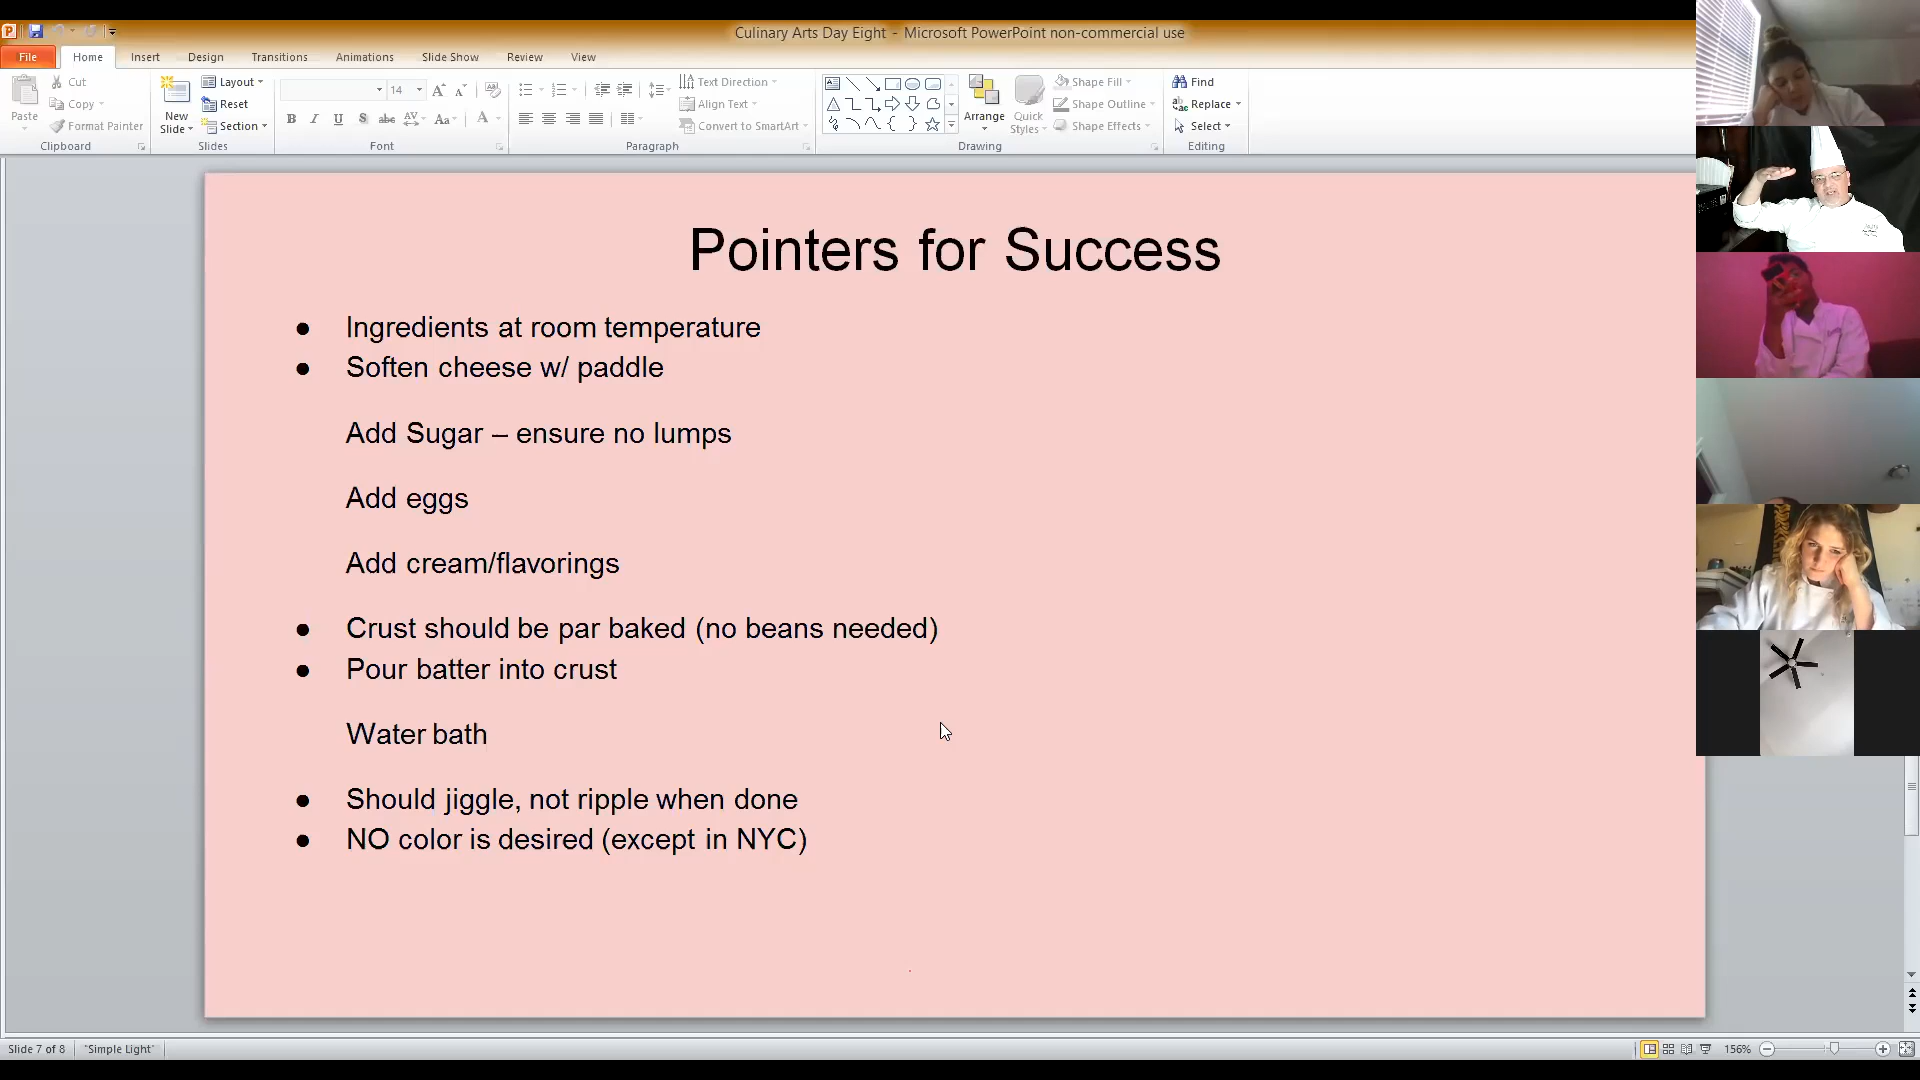 Culinary Arts Day Eight - Microsoft PowerPoint non-commercial use
File Home Insert Design Transitions Animations Slide Show Review View
Paste
Cut
Copy
Format Painter
Clipboard
New Slide
Layout
Reset
Section
Slides
14
Font
Text Direction
Align Text
Convert to SmartArt
Paragraph
Arrange
Quick Styles
Shape Fill
Shape Outline
Shape Effects
Drawing
Find
Replace
Select
Editing
Pointers for Success
● Ingredients at room temperature
● Soften cheese w/ paddle
Add Sugar – ensure no lumps
Add eggs
Add cream/flavorings
● Crust should be par baked (no beans needed)
● Pour batter into crust
Water bath
● Should jiggle, not ripple when done
● NO color is desired (except in NYC)
Slide 7 of 8 "Simple Light" 156%